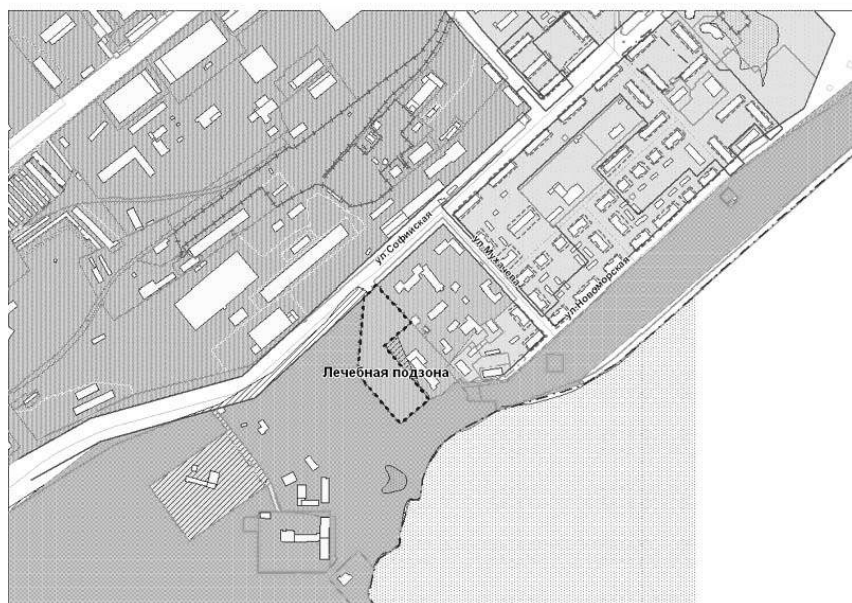 ул.Софийская
ул.Мухачева
ул.Новоморская
Лечебная подзона